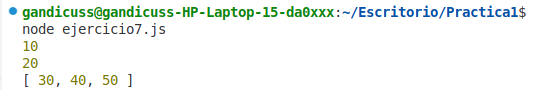 gandicuss@gandicuss-HP-Laptop-15-da0xxx:~/Escritorio/Practica1$
node ejercicio7.js
10
20
[ 30, 40, 50 ]